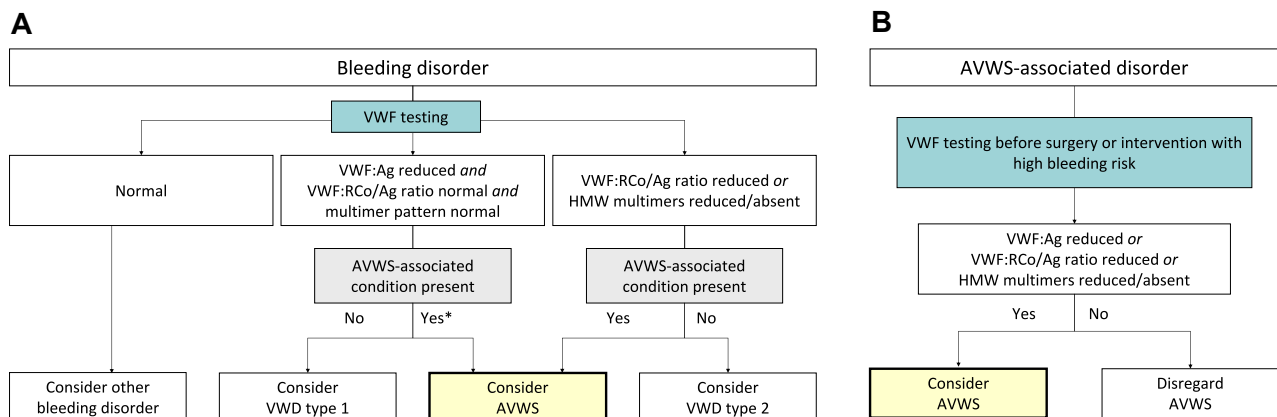 A
Bleeding disorder
VWF testing
Normal
VWF:Ag reduced and
VWF:RCo/Ag ratio normal and
multimer pattern normal
VWF:RCo/Ag ratio reduced or
HMW multimers reduced/absent
AVWS-associated
condition present
AVWS-associated
condition present
No
Yes*
Yes
No
Consider other
bleeding disorder
Consider
VWD type 1
Consider
AVWS
Consider
VWD type 2
B
AVWS-associated disorder
VWF testing before surgery or intervention with
high bleeding risk
VWF:Ag reduced or
VWF:RCo/Ag ratio reduced or
HMW multimers reduced/absent
Yes
No
Consider
AVWS
Disregard
AVWS